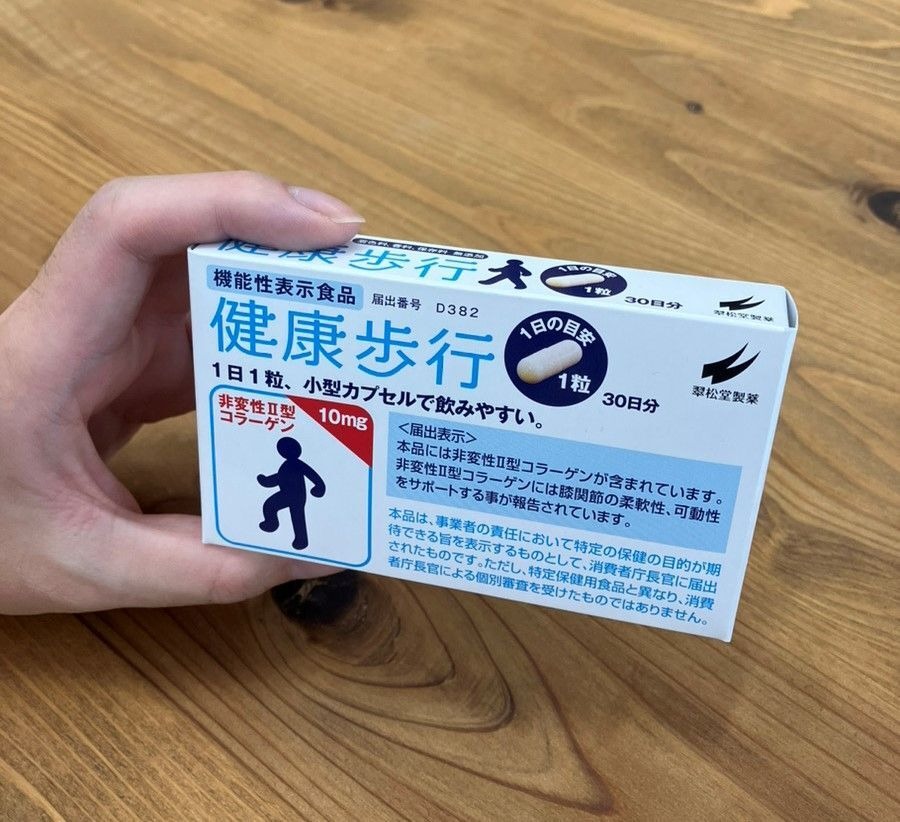 着色料、香料、保存料 無添加
健康歩行
1日の目安
1粒
30日分
翠松堂製薬
機能性表示食品
届出番号 D382
健康歩行
1日の目安
1粒
30日分
翠松堂製薬
1日1粒、小型カプセルで飲みやすい。
非変性Ⅱ型
コラーゲン
10mg
<届出表示>
本品には非変性Ⅱ型コラーゲンが含まれています。
非変性Ⅱ型コラーゲンには膝関節の柔軟性、可動性
をサポートする事が報告されています。
本品は、事業者の責任において特定の保健の目的が期
待できる旨を表示するものとして、消費者庁長官に届出
されたものです。ただし、特定保健用食品と異なり、消費
者庁長官による個別審査を受けたものではありません。